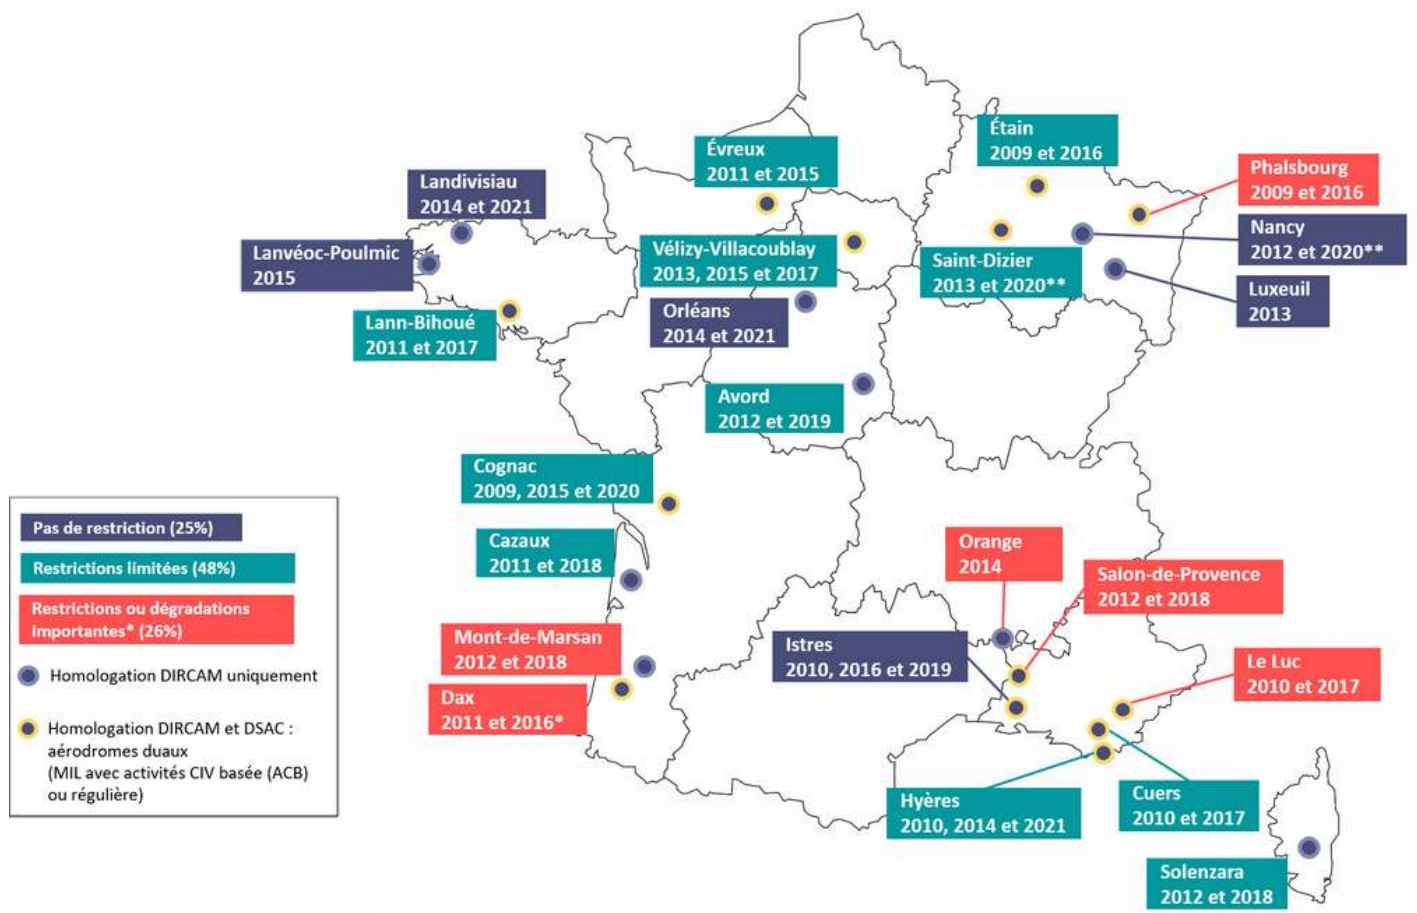 Étain
2009 et 2016
Évreux
2011 et 2015
Phalsbourg
2009 et 2016
Landivisiau
2014 et 2021
Nancy
2012 et 2020**
Lanvéoc-Poulmic
2015
Vélizy-Villacoublay
2013, 2015 et 2017
Saint-Dizier
2013 et 2020**
Luxeuil
2013
Orléans
2014 et 2021
Lann-Bihoué
2011 et 2017
Avord
2012 et 2019
Cognac
2009, 2015 et 2020
Cazaux
2011 et 2018
Orange
2014
Salon-de-Provence
2012 et 2018
Mont-de-Marsan
2012 et 2018
Istres
2010, 2016 et 2019
Le Luc
2010 et 2017
Dax
2011 et 2016*
Hyères
2010, 2014 et 2021
Cuers
2010 et 2017
Solenzara
2012 et 2018
Pas de restriction (25%)
Restrictions limitées (48%)
Restrictions ou dégradations
importantes* (26%)
Homologation DIRCAM uniquement
Homologation DIRCAM et DSAC :
aérodromes duaux
(MIL avec activités CIV basée (ACB)
ou régulière)